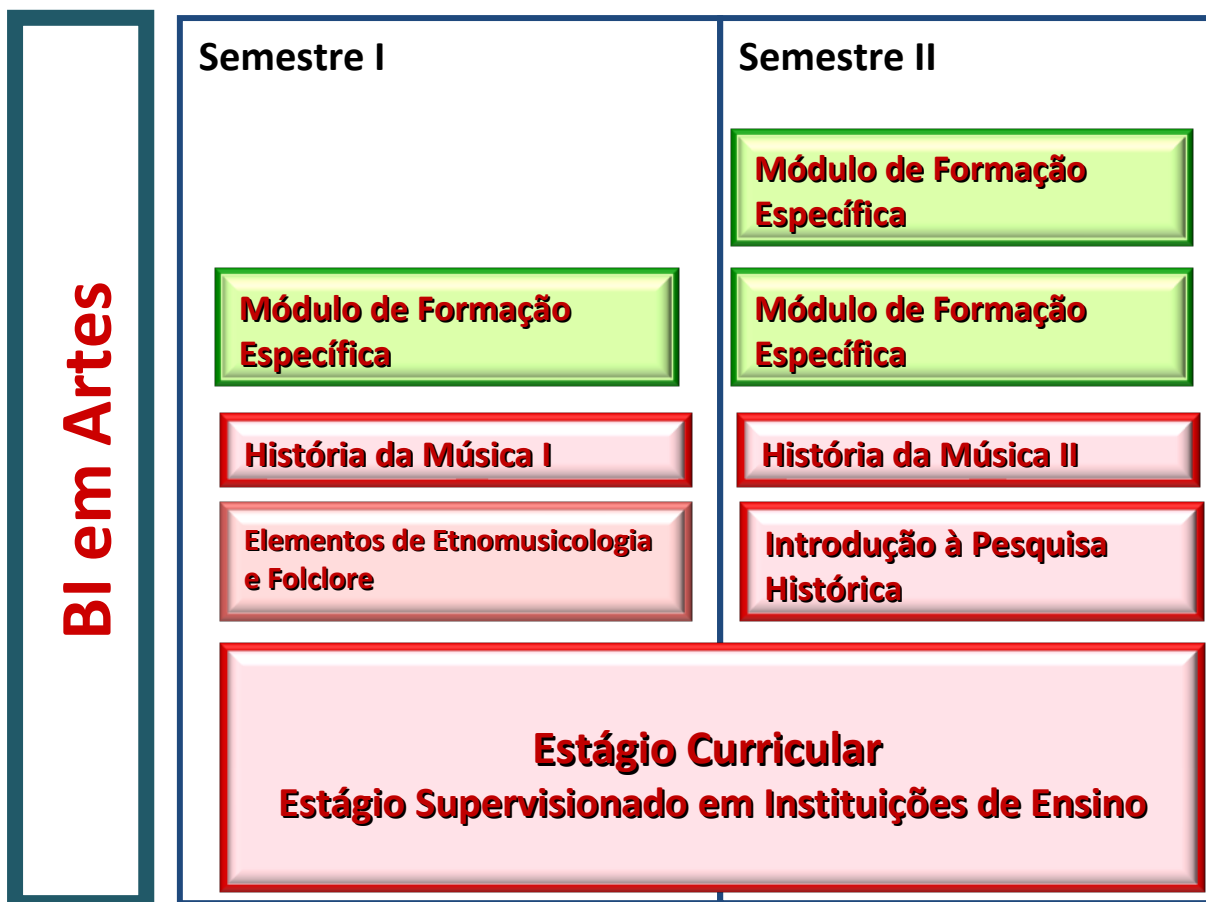 BI em Artes
Semestre I
Módulo de Formação
Específica
História da Música I
Elementos de Etnomusicologia
e Folclore
Semestre II
Módulo de Formação
Específica
Módulo de Formação
Específica
História da Música II
Introdução à Pesquisa
Histórica
Estágio Curricular
Estágio Supervisionado em Instituições de Ensino